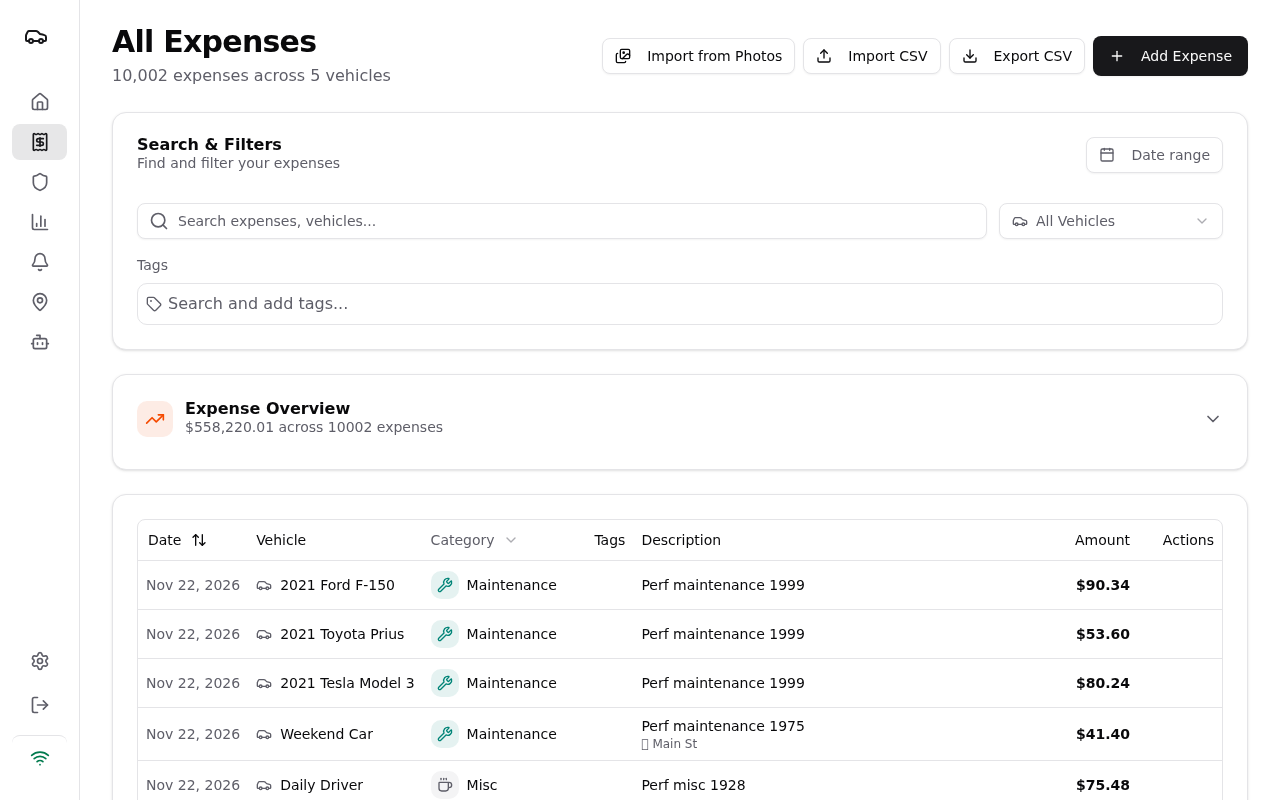 All Expenses
10,002 expenses across 5 vehicles
Import from Photos
Import CSV
Export CSV
Add Expense
Search & Filters
Find and filter your expenses
Date range
Search expenses, vehicles...
All Vehicles
Tags
Search and add tags...
Expense Overview
$558,220.01 across 10002 expenses
Date Vehicle Category Tags Description Amount Actions
Nov 22, 2026 2021 Ford F-150 Maintenance Perf maintenance 1999 $90.34
Nov 22, 2026 2021 Toyota Prius Maintenance Perf maintenance 1999 $53.60
Nov 22, 2026 2021 Tesla Model 3 Maintenance Perf maintenance 1999 $80.24
Nov 22, 2026 Weekend Car Maintenance Perf maintenance 1975 $41.40
Main St
Nov 22, 2026 Daily Driver Misc Perf misc 1928 $75.48